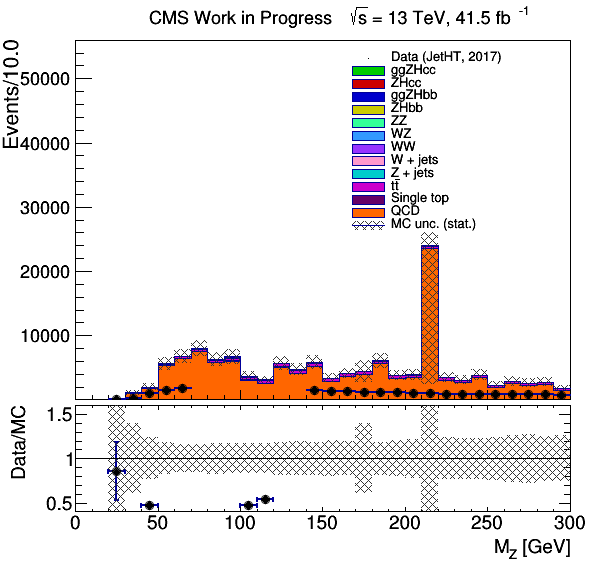 CMS Work in Progress √s = 13 TeV, 41.5 fb⁻¹
Events/10.0
50000
40000
30000
20000
10000
Data (JetHT, 2017)
ggZHcc
ZHcc
ggZHbb
ZHbb
ZZ
WZ
WW
W + jets
Z + jets
tt̄
Single top
QCD
MC unc. (stat.)
Data/MC
1.5
1
0.5
0 50 100 150 200 250 300
M_Z [GeV]